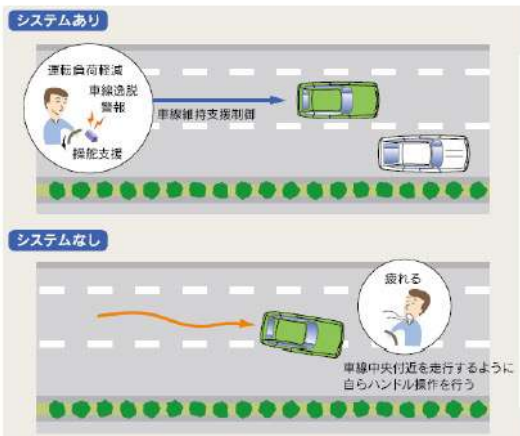 システムあり
運転負荷軽減
車線逸脱
警報
操舵支援
車線維持支援制御
システムなし
疲れる
車線中央付近を走行するように
自らハンドル操作を行う